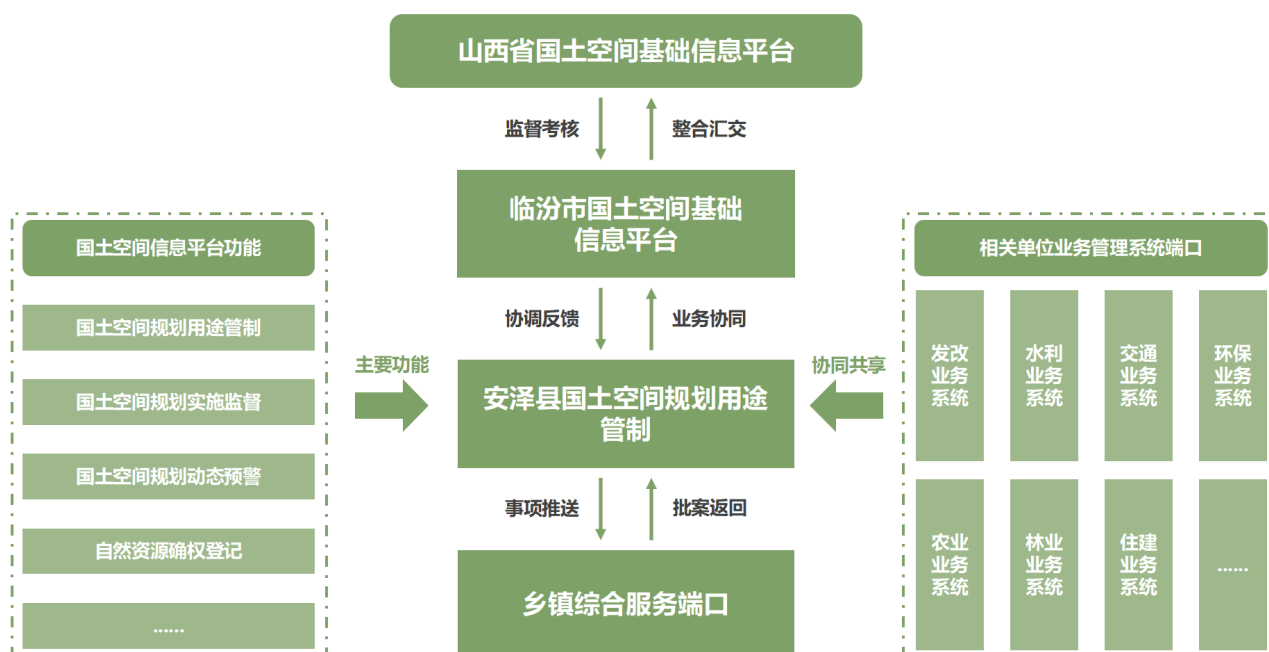 山西省国土空间基础信息平台
监督考核
整合汇交
临汾市国土空间基础
信息平台
协调反馈
业务协同
安泽县国土空间规划用途
管制
事项推送
批案返回
乡镇综合服务端口
国土空间信息平台功能
国土空间规划用途管制
国土空间规划实施监督
国土空间规划动态预警
自然资源确权登记
......
主要功能
协同共享
相关单位业务管理系统端口
发改
业务
系统
水利
业务
系统
交通
业务
系统
环保
业务
系统
农业
业务
系统
林业
业务
系统
住建
业务
系统
......